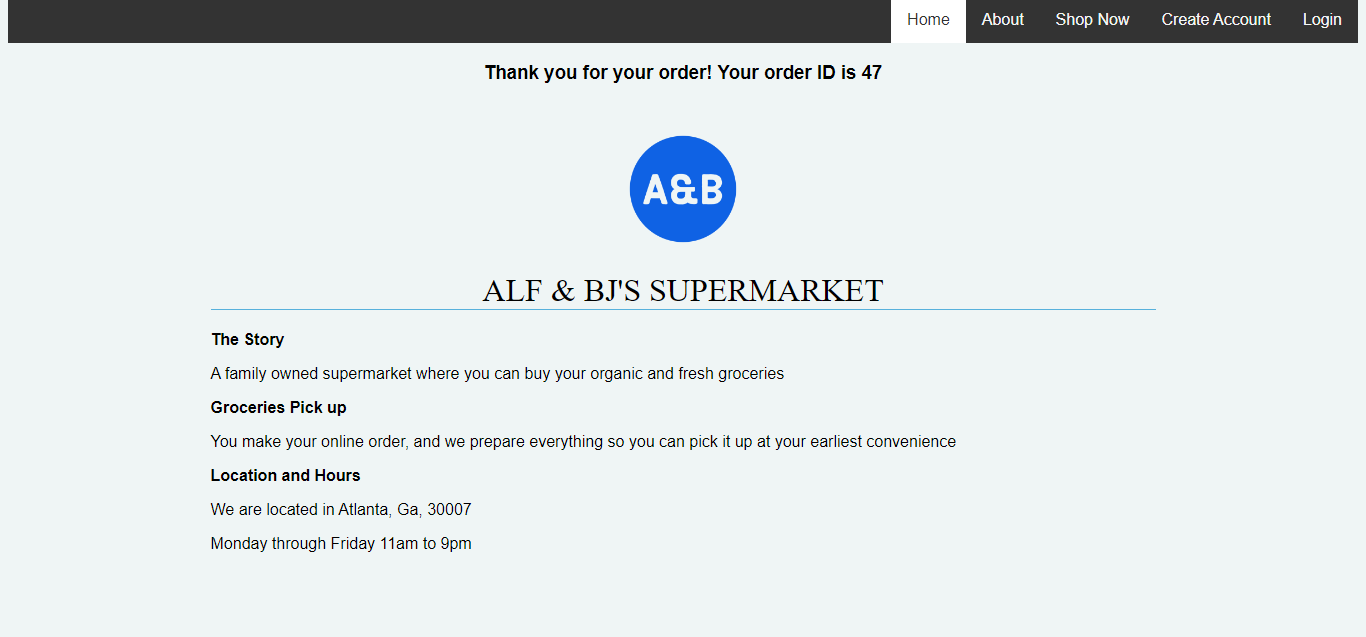 Home About Shop Now Create Account Login
Thank you for your order! Your order ID is 47
A&B
ALF & BJ'S SUPERMARKET
The Story
A family owned supermarket where you can buy your organic and fresh groceries
Groceries Pick up
You make your online order, and we prepare everything so you can pick it up at your earliest convenience
Location and Hours
We are located in Atlanta, Ga, 30007
Monday through Friday 11am to 9pm